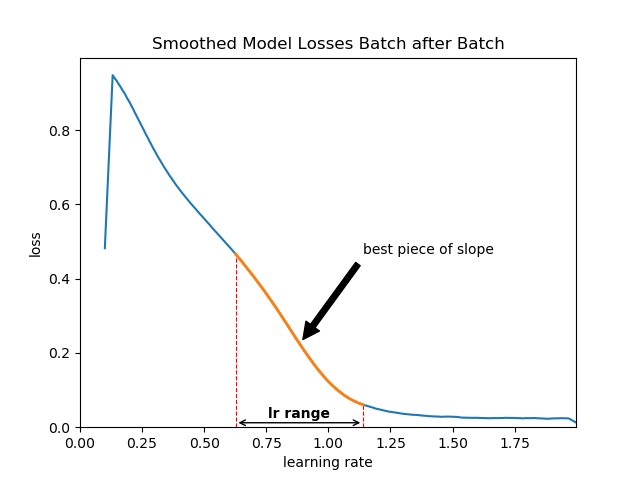 Smoothed Model Losses Batch after Batch
loss
0.8
0.6
0.4
0.2
0.0
best piece of slope
lr range
0.00 0.25 0.50 0.75 1.00 1.25 1.50 1.75
learning rate